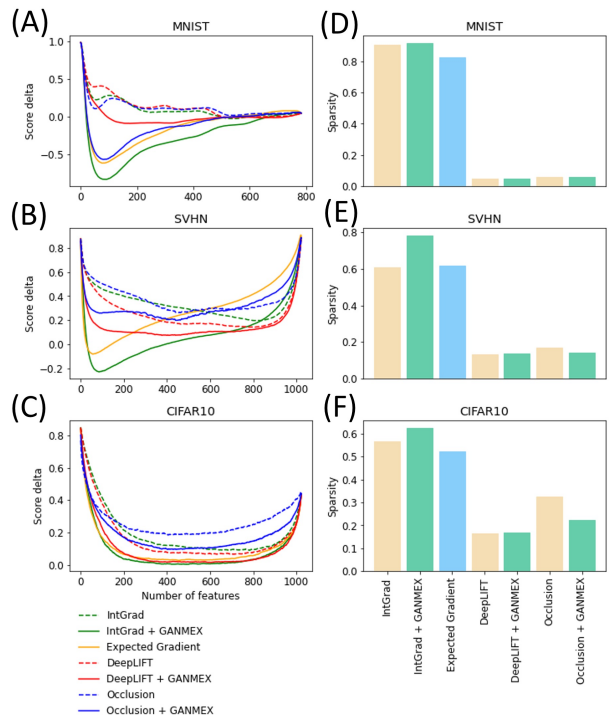 (A)
MNIST
Score delta
1.0
0.5
0.0
−0.5
0 200 400 600 800
(D)
MNIST
Sparsity
0.8
0.6
0.4
0.2
0.0
(B)
SVHN
Score delta
0.8
0.6
0.4
0.2
0.0
−0.2
0 200 400 600 800 1000
(E)
SVHN
Sparsity
0.8
0.6
0.4
0.2
0.0
(C)
CIFAR10
Score delta
0.8
0.6
0.4
0.2
0.0
0 200 400 600 800 1000
Number of features
(F)
CIFAR10
Sparsity
0.6
0.5
0.4
0.3
0.2
0.1
0.0
IntGrad
IntGrad + GANMEX
Expected Gradient
DeepLIFT
DeepLIFT + GANMEX
Occlusion
Occlusion + GANMEX
IntGrad
IntGrad + GANMEX
Expected Gradient
DeepLIFT
DeepLIFT + GANMEX
Occlusion
Occlusion + GANMEX